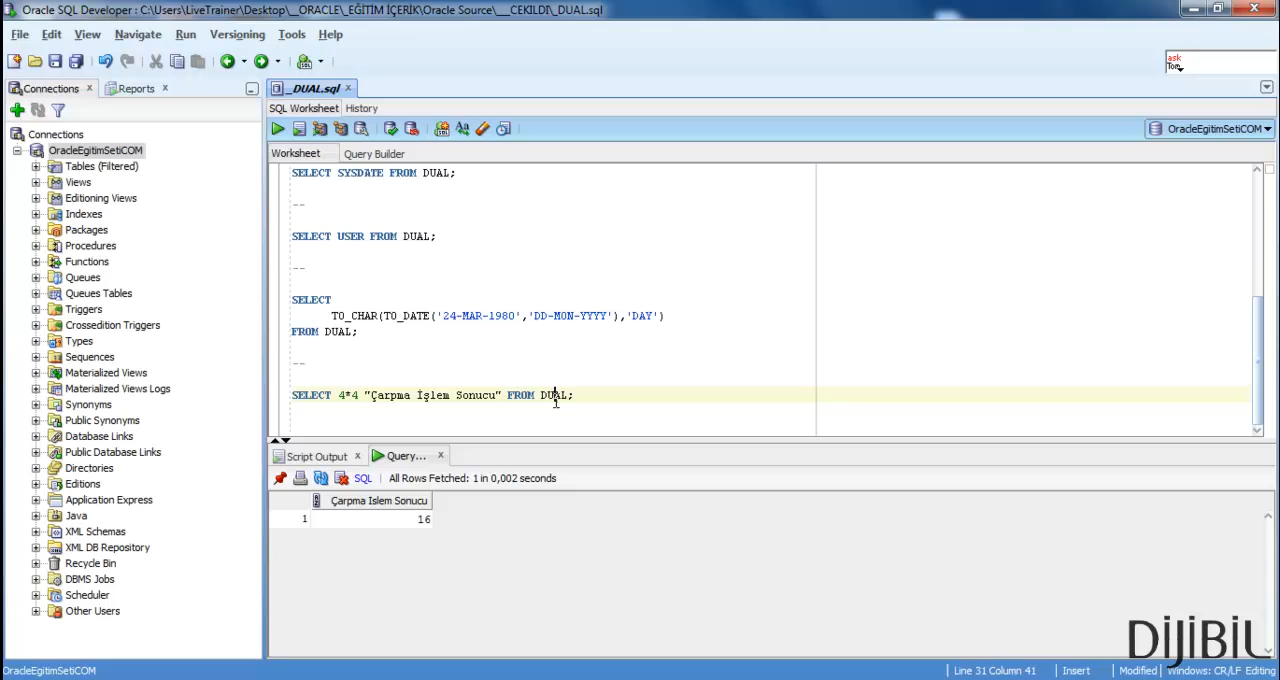 Oracle SQL Developer : C:\Users\LiveTrainer\Desktop\__ORACLE\_EĞİTİM İÇERİK\Oracle Source\___CEKILDI\_DUAL.sql
File Edit View Navigate Run Versioning Tools Help
ask
Tom
Connections
Reports
_DUAL.sql
SQL Worksheet History
OracleEgitimSetiCOM
Worksheet Query Builder
Connections
OracleEgitimSetiCOM
Tables (Filtered)
Views
Editioning Views
Indexes
Packages
Procedures
Functions
Queues
Queues Tables
Triggers
Crossedition Triggers
Types
Sequences
Materialized Views
Materialized Views Logs
Synonyms
Public Synonyms
Database Links
Public Database Links
Directories
Editions
Application Express
Java
XML Schemas
XML DB Repository
Recycle Bin
DBMS Jobs
Scheduler
Other Users
SELECT SYSDATE FROM DUAL;
--
SELECT USER FROM DUAL;
--
SELECT
TO_CHAR(TO_DATE('24-MAR-1980','DD-MON-YYYY'),'DAY')
FROM DUAL;
--
SELECT 4*4 "Çarpma İşlem Sonucu" FROM DUAL;
Script Output
Query...
SQL
All Rows Fetched: 1 in 0,002 seconds
Çarpma Islem Sonucu
1 16
DiJiBiL
OracleEgitimSetiCOM
Line 31 Column 41 Insert Modified Windows: CR/LF Editing